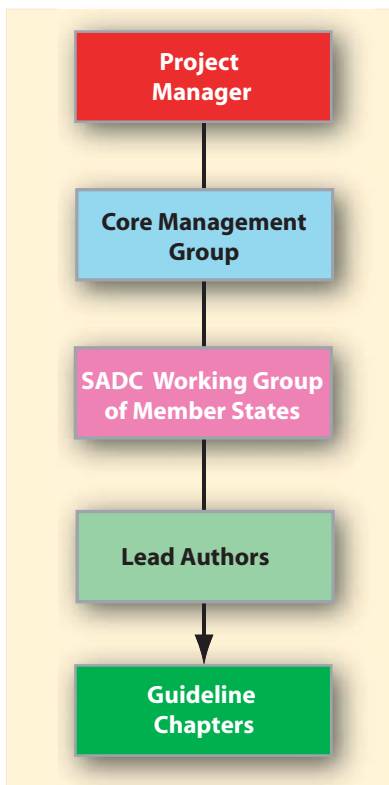 Project
Manager
Core Management
Group
SADC Working Group
of Member States
Lead Authors
Guideline
Chapters